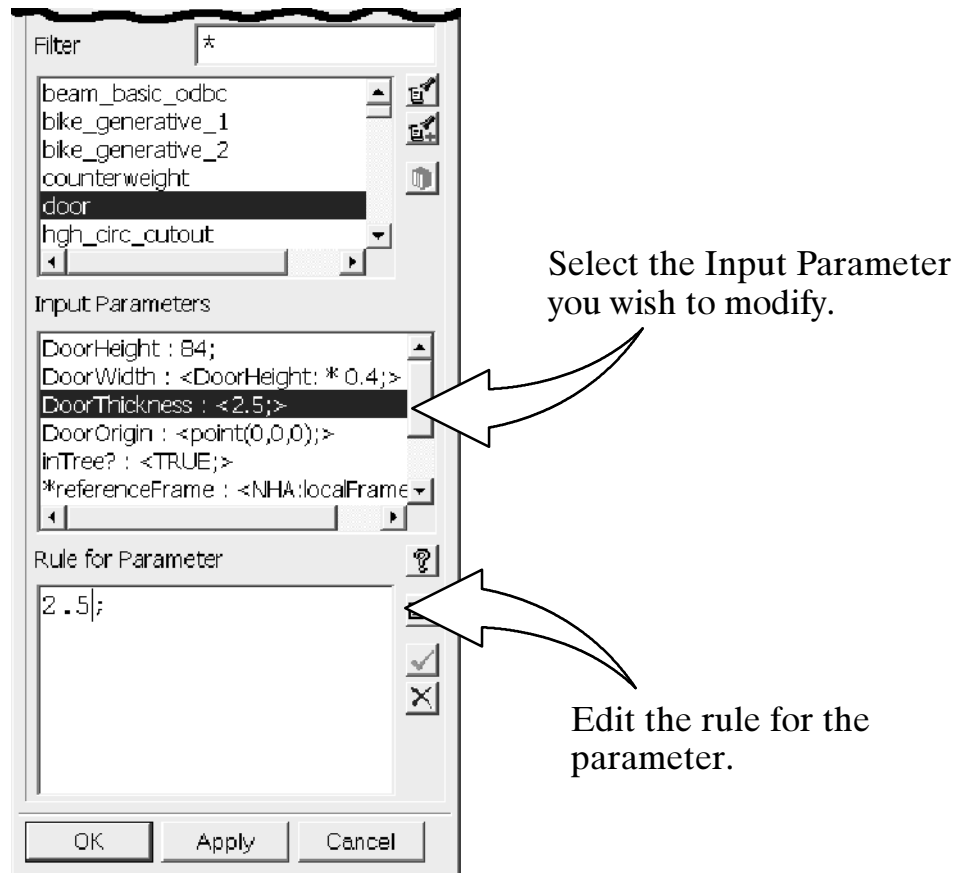 Filter
*
beam_basic_odbc
bike_generative_1
bike_generative_2
counterweight
door
hgh_circ_cutout
Select the Input Parameter
you wish to modify.
Input Parameters
DoorHeight : 84;
DoorWidth : <DoorHeight: * 0.4;>
DoorThickness : <2.5;>
DoorOrigin : <point(0,0,0);>
inTree? : <TRUE;>
*referenceFrame : <NHA:localFrame
Rule for Parameter
2.5;
Edit the rule for the
parameter.
OK
Apply
Cancel